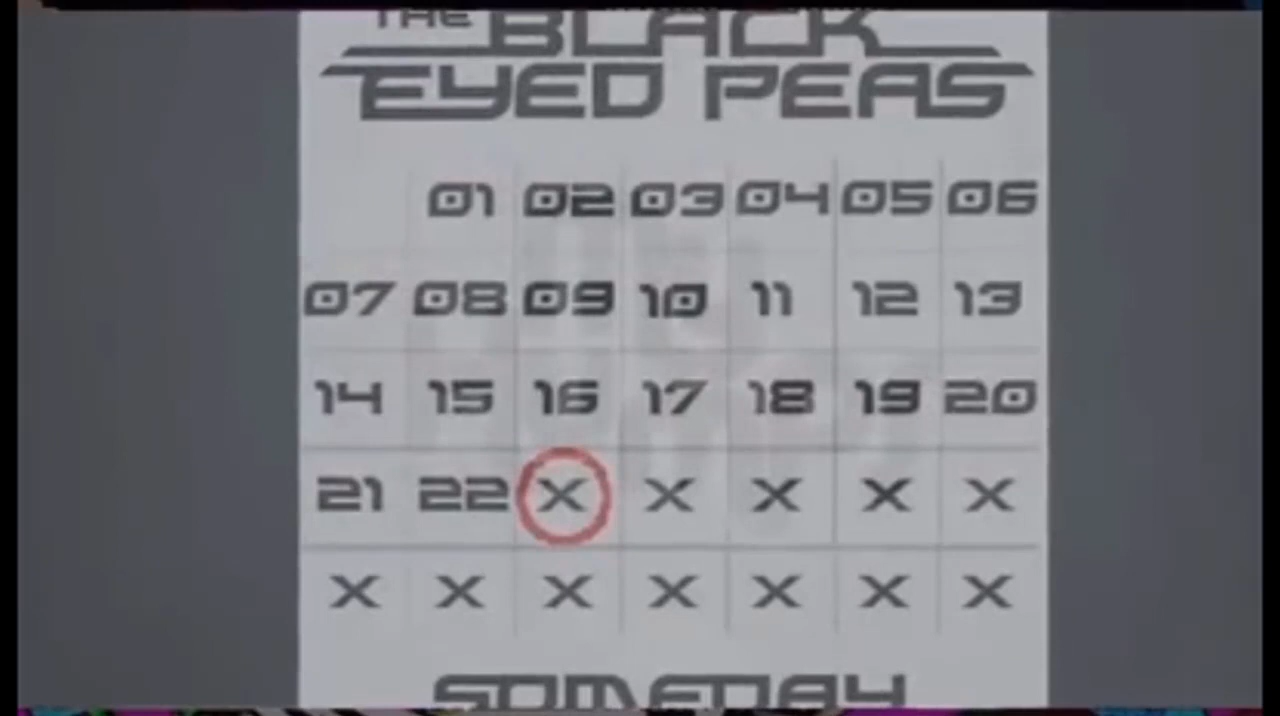 THE BLACK
EYED PEAS
01 02 03 04 05 06
07 08 09 10 11 12 13
14 15 16 17 18 19 20
21 22 X X X X X
X X X X X X X
SOMEDAY